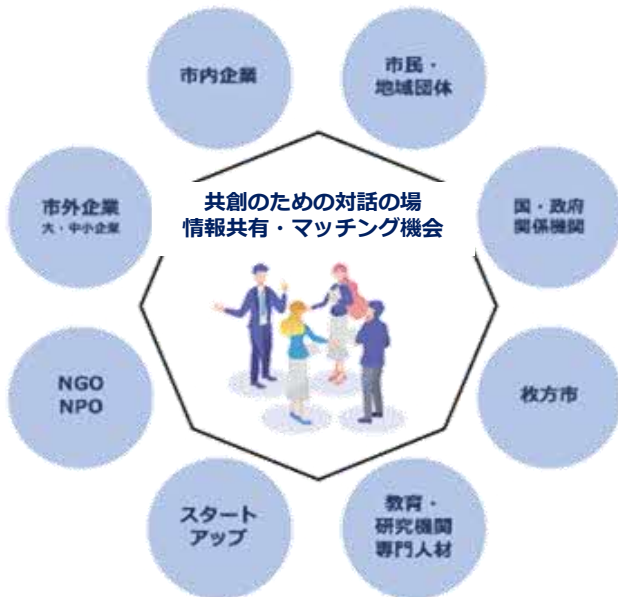 市内企業
市民・
地域団体
市外企業
大・中小企業
共創のための対話の場
情報共有・マッチング機会
国・政府
関係機関
NGO
NPO
枚方市
スタート
アップ
教育・
研究機関
専門人材